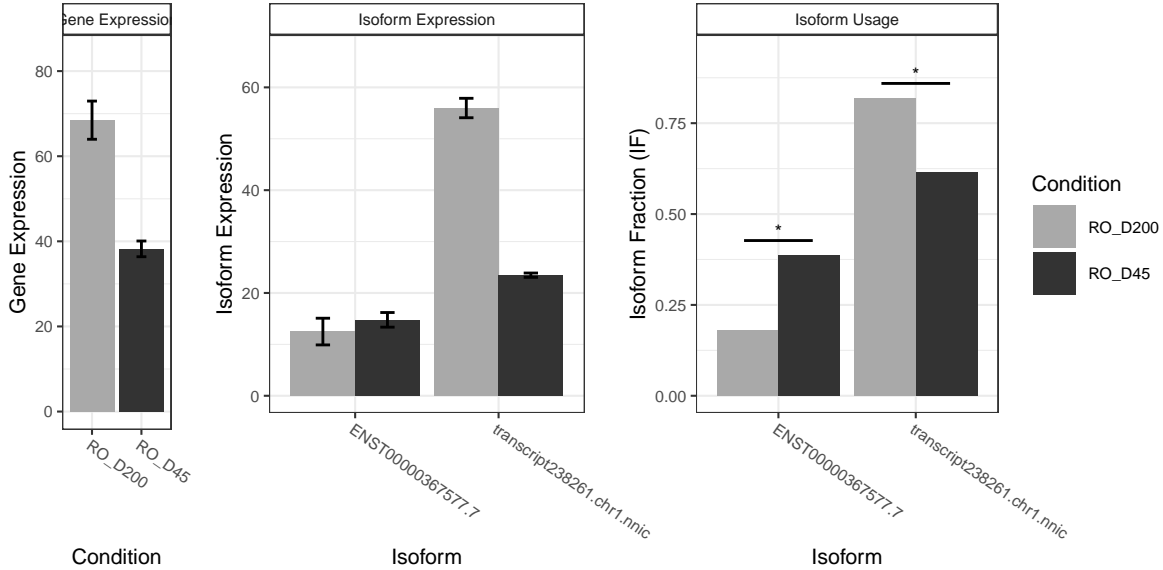 Gene Expression
Isoform Expression
Isoform Usage
Gene Expression
80
60
40
20
0
RO_D200
RO_D45
Condition
Isoform Expression
60
40
20
0
ENST00000367577.7
transcript238261.chr1.nnic
Isoform
Isoform Fraction (IF)
0.75
0.50
0.25
0.00
*
*
ENST00000367577.7
transcript238261.chr1.nnic
Isoform
Condition
RO_D200
RO_D45